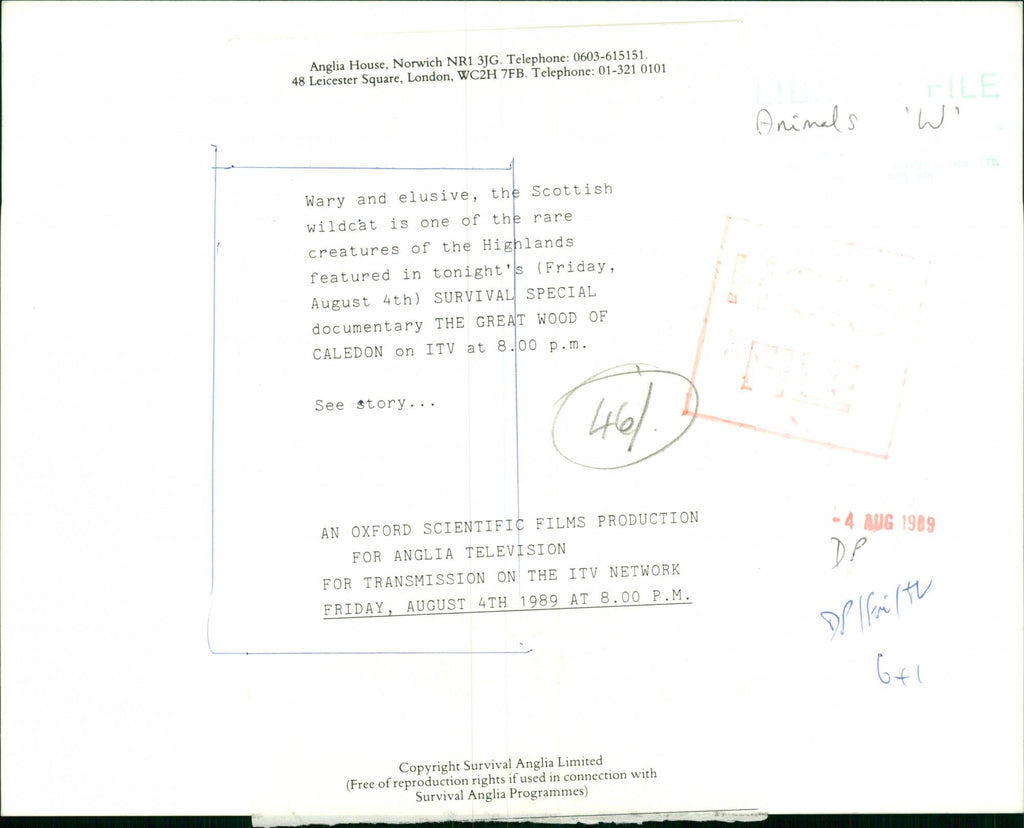 Anglia House, Norwich NR1 3JG. Telephone: 0603-615151.
48 Leicester Square, London, WC2H 7FB. Telephone: 01-321 0101
FILE
Animals 'W'
Wary and elusive, the Scottish
wildcat is one of the rare
creatures of the Highlands
featured in tonight's (Friday,
August 4th) SURVIVAL SPECIAL
documentary THE GREAT WOOD OF
CALEDON on ITV at 8.00 p.m.
See story...
46/.
FILE
AN OXFORD SCIENTIFIC FILMS PRODUCTION
FOR ANGLIA TELEVISION
FOR TRANSMISSION ON THE ITV NETWORK
FRIDAY, AUGUST 4TH 1989 AT 8.00 P.M.
-4 AUG 1989
DP
DP/Fri/TV
6+1
Copyright Survival Anglia Limited
(Free of reproduction rights if used in connection with
Survival Anglia Programmes)